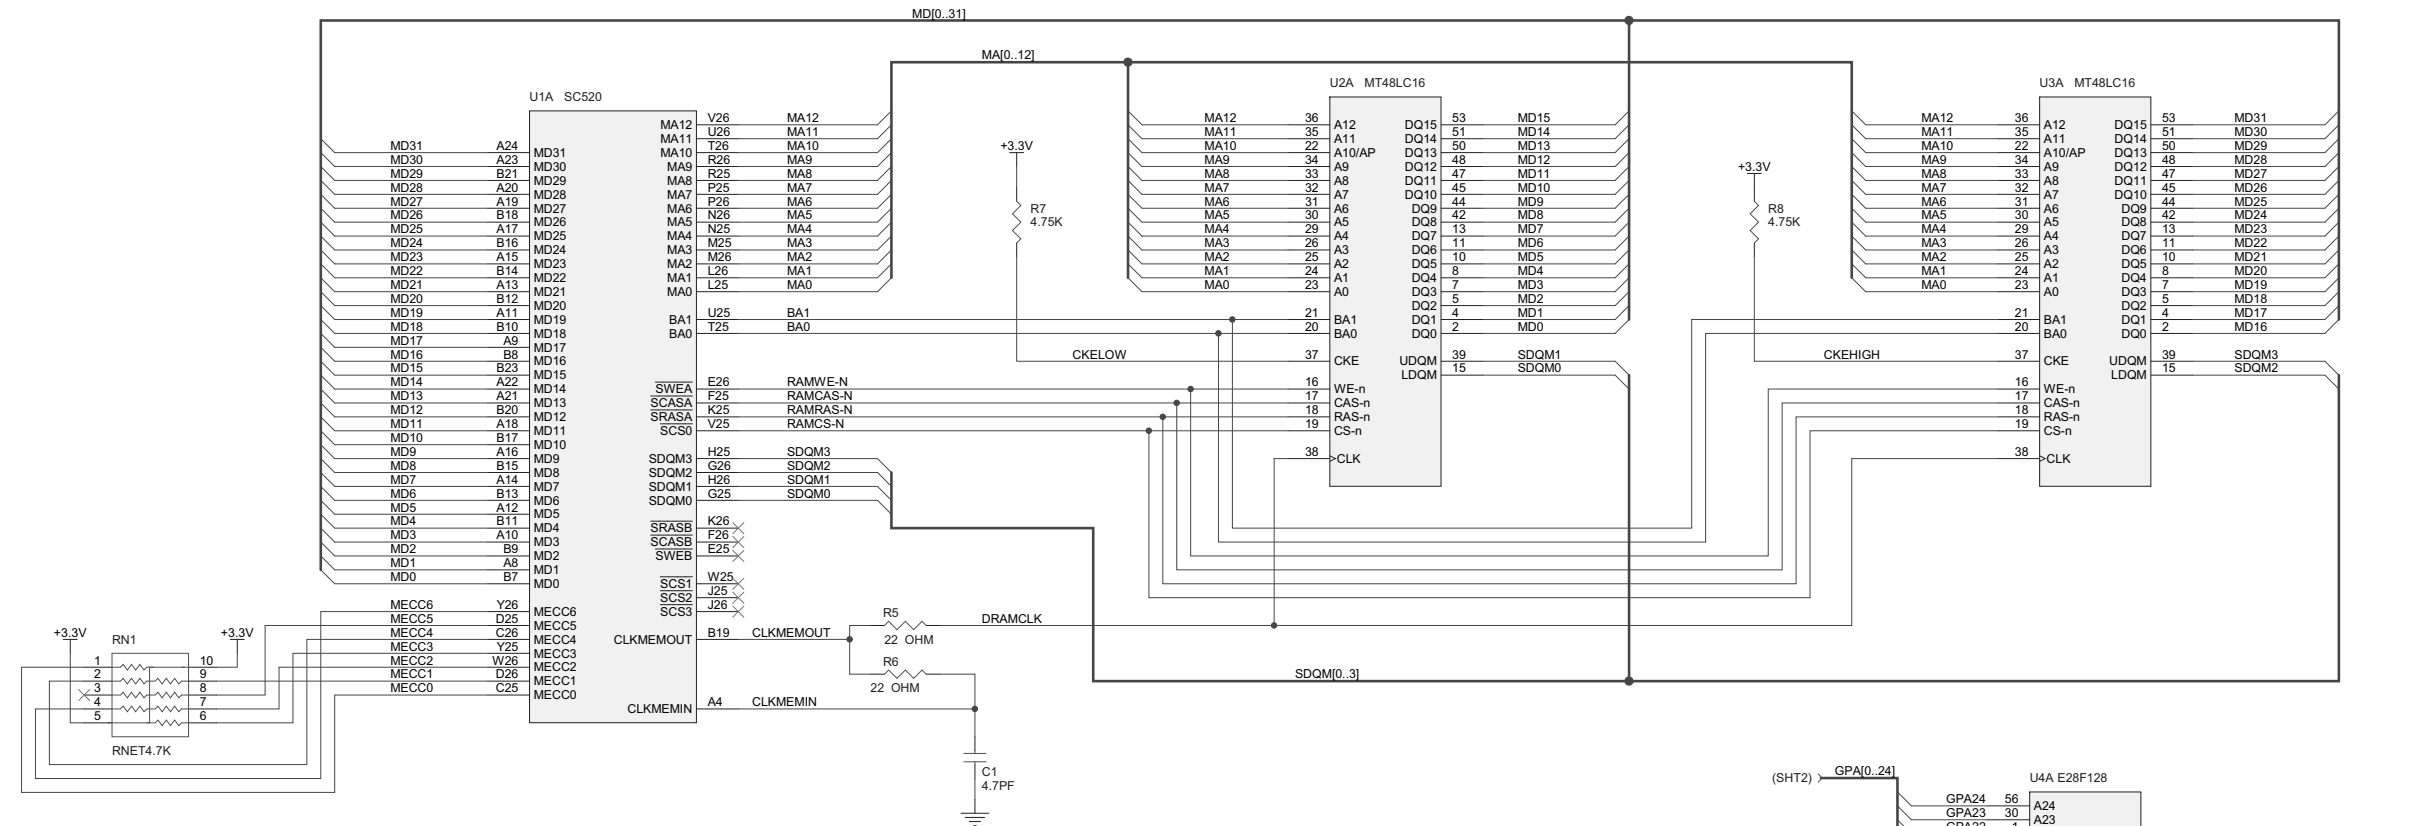 MD[0..31]
MA[0..12]
U1A SC520
MD31 A24 MD31
MD30 A23 MD30
MD29 B21 MD29
MD28 A20 MD28
MD27 A19 MD27
MD26 B18 MD26
MD25 A17 MD25
MD24 B16 MD24
MD23 A15 MD23
MD22 B14 MD22
MD21 A13 MD21
MD20 B12 MD20
MD19 A11 MD19
MD18 B10 MD18
MD17 A9 MD17
MD16 B8 MD16
MD15 B23 MD15
MD14 A22 MD14
MD13 A21 MD13
MD12 B20 MD12
MD11 A18 MD11
MD10 B17 MD10
MD9 A16 MD9
MD8 B15 MD8
MD7 A14 MD7
MD6 B13 MD6
MD5 A12 MD5
MD4 B11 MD4
MD3 A10 MD3
MD2 B9 MD2
MD1 A8 MD1
MD0 B7 MD0
MECC6 Y26 MECC6
MECC5 D25 MECC5
MECC4 C26 MECC4
MECC3 Y25 MECC3
MECC2 W26 MECC2
MECC1 D26 MECC1
MECC0 C25 MECC0
MA12 V26 MA12
MA11 U26 MA11
MA10 T26 MA10
MA9 R26 MA9
MA8 R25 MA8
MA7 P25 MA7
MA6 P26 MA6
MA5 N26 MA5
MA4 N25 MA4
MA3 M25 MA3
MA2 M26 MA2
MA1 L26 MA1
MA0 L25 MA0
BA1 U25 BA1
BA0 T25 BA0
SWEA E26 RAMWE-N
SCASA F25 RAMCAS-N
SRASA K25 RAMRAS-N
SCS0 V25 RAMCS-N
SDQM3 H25 SDQM3
SDQM2 G26 SDQM2
SDQM1 H26 SDQM1
SDQM0 G25 SDQM0
SRASB K26
SCASB F26
SWEB E25
SCS1 W25
SCS2 J25
SCS3 J26
CLKMEMOUT B19 CLKMEMOUT
CLKMEMIN A4 CLKMEMIN
+3.3V
RN1
+3.3V
1 10
2 9
3 8
4 7
5 6
RNET4.7K
R5
22 OHM
R6
22 OHM
DRAMCLK
C1
4.7PF
SDQM[0..3]
+3.3V
R7
4.75K
CKELOW
U2A MT48LC16
MA12 36 A12
MA11 35 A11
MA10 22 A10/AP
MA9 34 A9
MA8 33 A8
MA7 32 A7
MA6 31 A6
MA5 30 A5
MA4 29 A4
MA3 26 A3
MA2 25 A2
MA1 24 A1
MA0 23 A0
21 BA1
20 BA0
37 CKE
16 WE-n
17 CAS-n
18 RAS-n
19 CS-n
38 CLK
DQ15 53 MD15
DQ14 51 MD14
DQ13 50 MD13
DQ12 48 MD12
DQ11 47 MD11
DQ10 45 MD10
DQ9 44 MD9
DQ8 42 MD8
DQ7 13 MD7
DQ6 11 MD6
DQ5 10 MD5
DQ4 8 MD4
DQ3 7 MD3
DQ2 5 MD2
DQ1 4 MD1
DQ0 2 MD0
UDQM 39 SDQM1
LDQM 15 SDQM0
+3.3V
R8
4.75K
CKEHIGH
U3A MT48LC16
MA12 36 A12
MA11 35 A11
MA10 22 A10/AP
MA9 34 A9
MA8 33 A8
MA7 32 A7
MA6 31 A6
MA5 30 A5
MA4 29 A4
MA3 26 A3
MA2 25 A2
MA1 24 A1
MA0 23 A0
21 BA1
20 BA0
37 CKE
16 WE-n
17 CAS-n
18 RAS-n
19 CS-n
38 CLK
DQ15 53 MD31
DQ14 51 MD30
DQ13 50 MD29
DQ12 48 MD28
DQ11 47 MD27
DQ10 45 MD26
DQ9 44 MD25
DQ8 42 MD24
DQ7 13 MD23
DQ6 11 MD22
DQ5 10 MD21
DQ4 8 MD20
DQ3 7 MD19
DQ2 5 MD18
DQ1 4 MD17
DQ0 2 MD16
UDQM 39 SDQM3
LDQM 15 SDQM2
(SHT2) GPA[0..24]
U4A E28F128
GPA24 56 A24
GPA23 30 A23